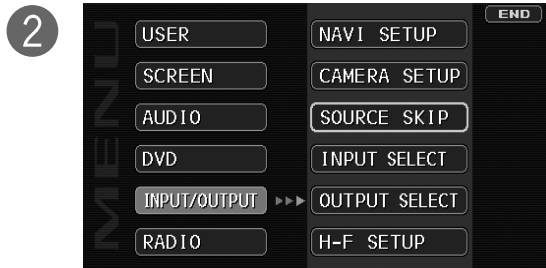 2
END
MENU
USER
SCREEN
AUDIO
DVD
INPUT/OUTPUT
RADIO
NAVI SETUP
CAMERA SETUP
SOURCE SKIP
INPUT SELECT
OUTPUT SELECT
H-F SETUP